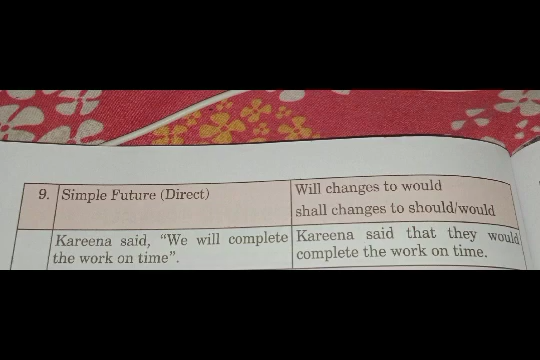 9. Simple Future (Direct)
Will changes to would
shall changes to should/would
Kareena said, “We will complete
the work on time”.
Kareena said that they would
complete the work on time.